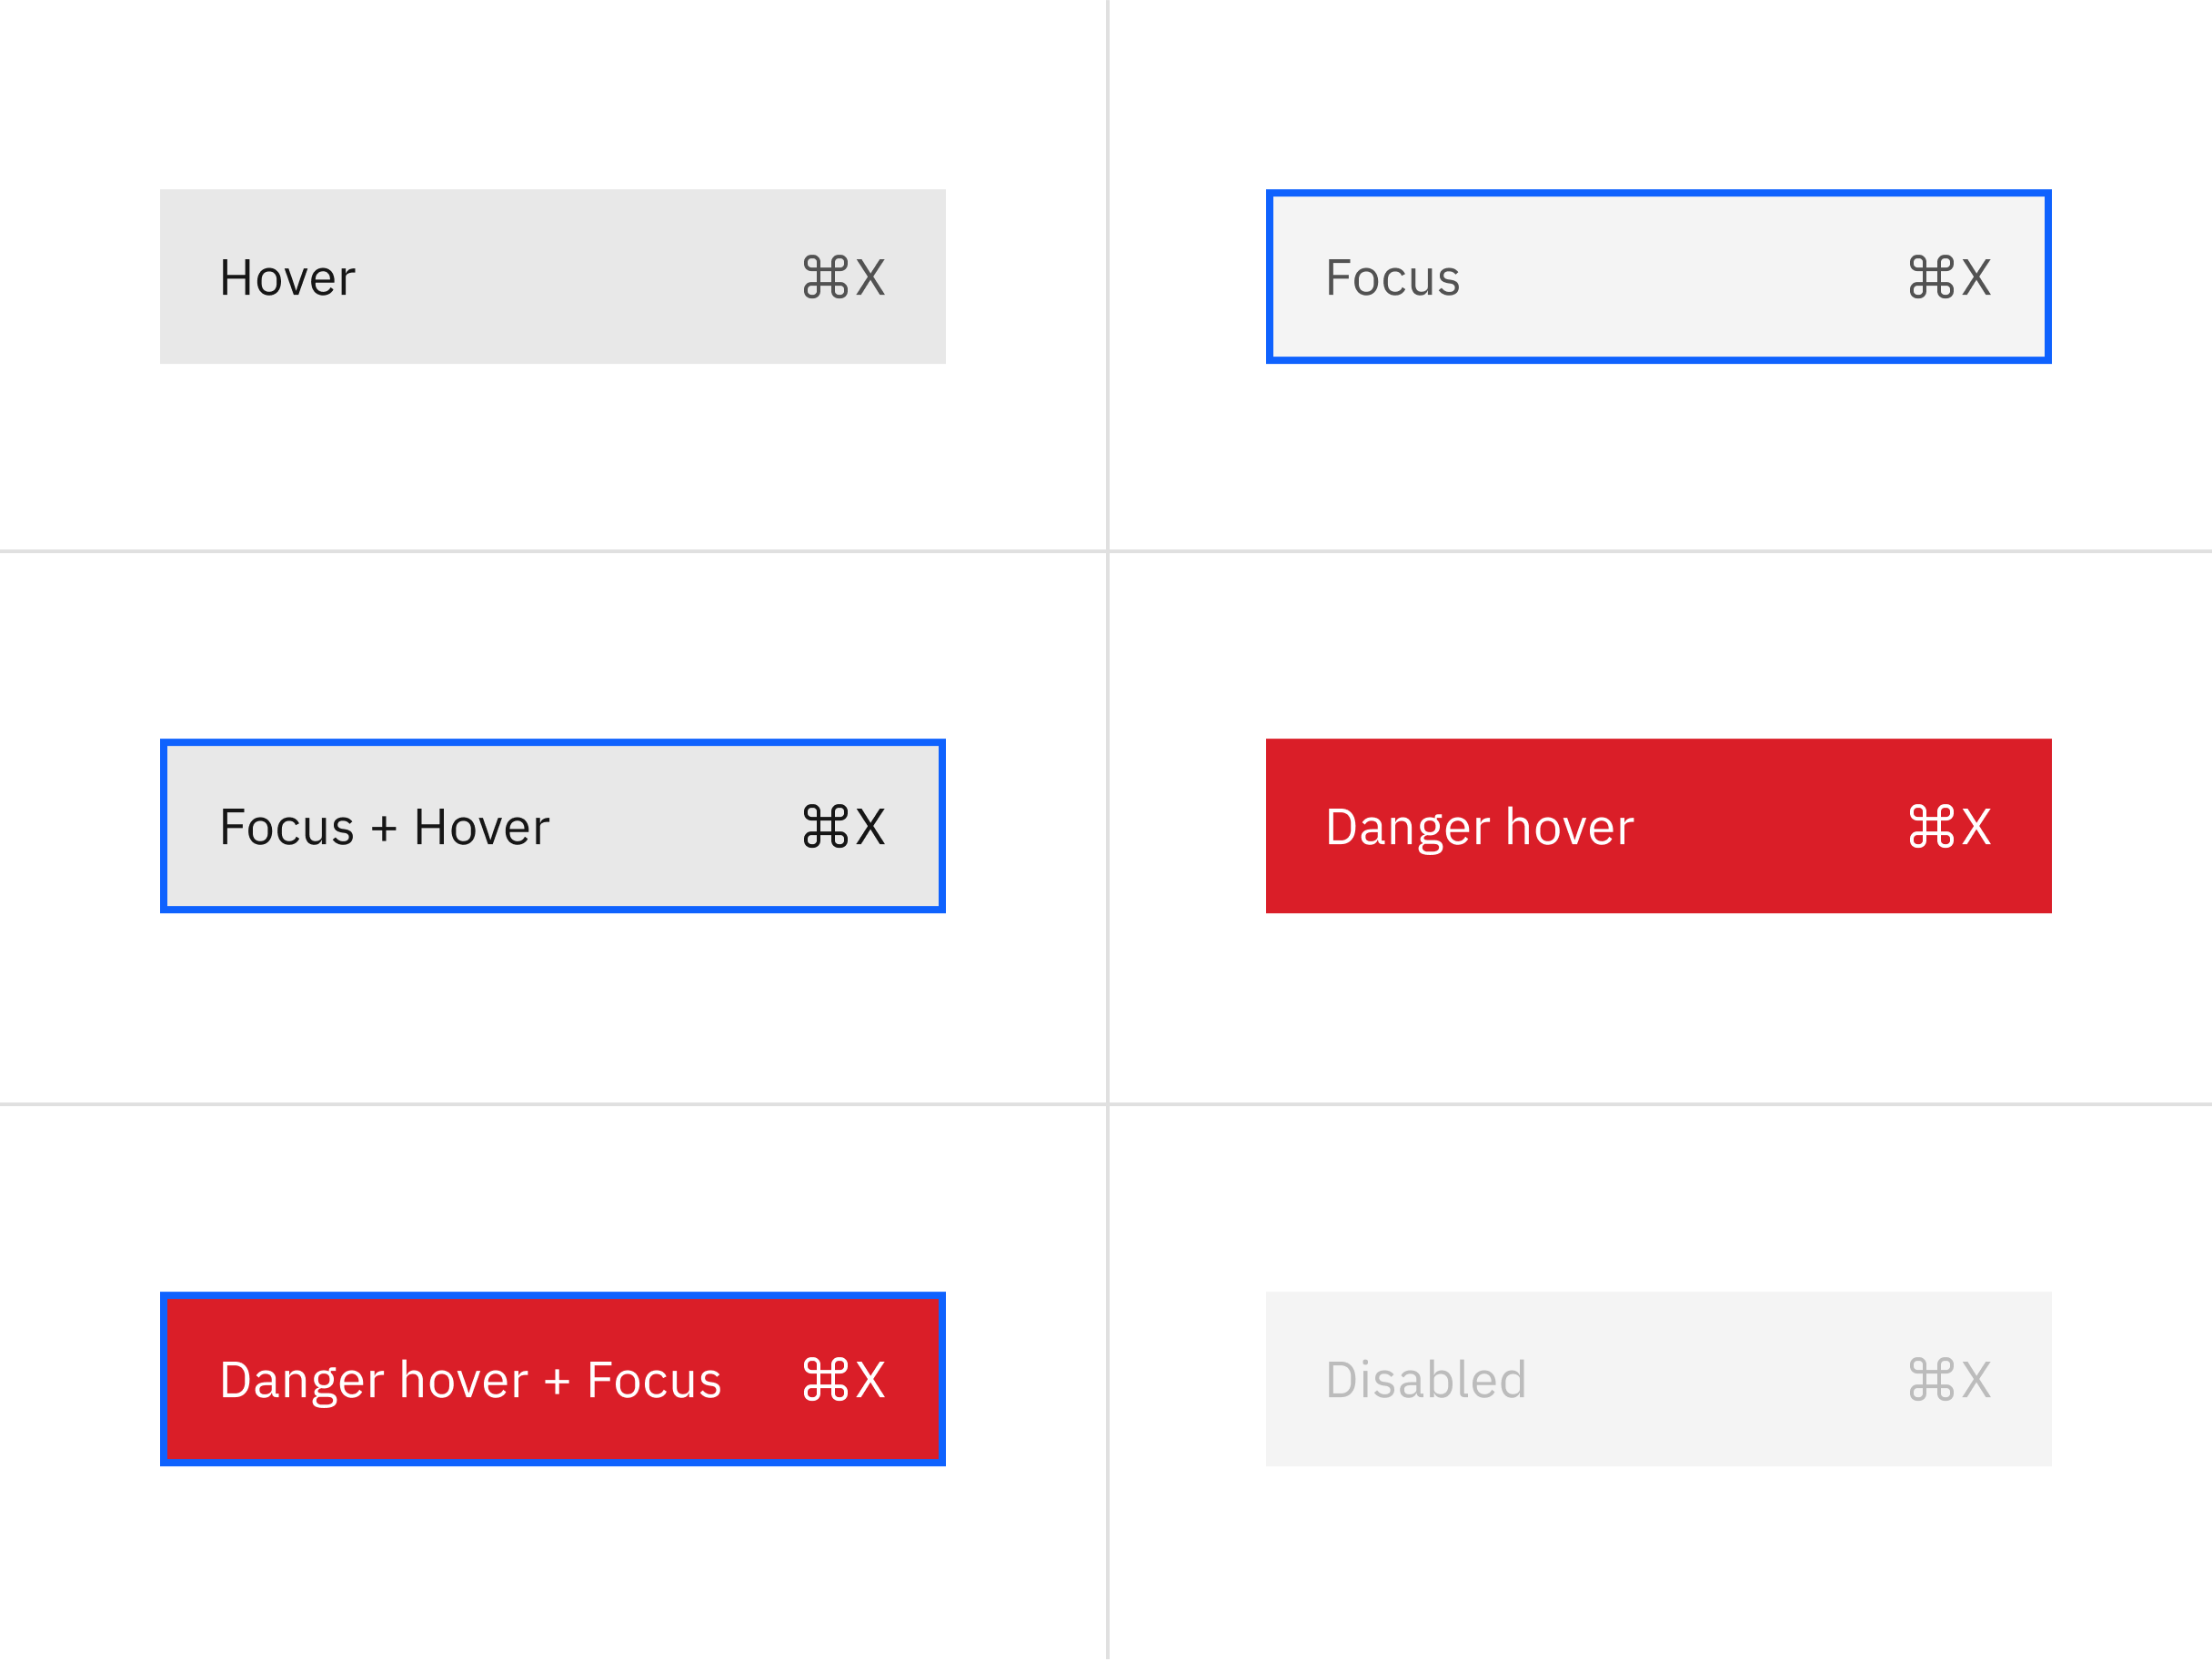 Hover ⌘X
Focus ⌘X
Focus + Hover ⌘X
Danger hover ⌘X
Danger hover + Focus ⌘X
Disabled ⌘X